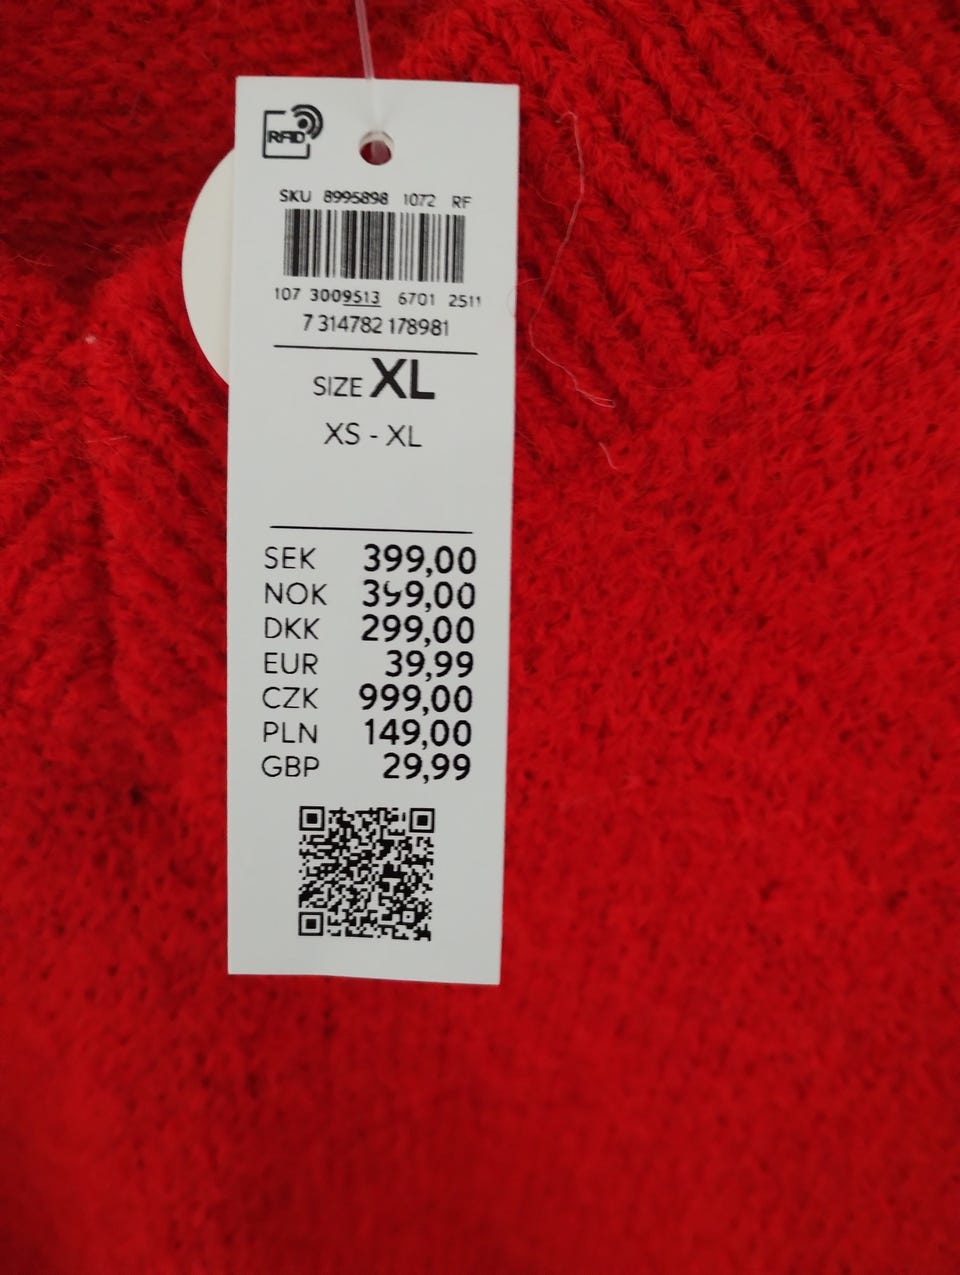 RFID
SKU 8995898 1072 RF
107 3009513 6701 2511
7 314782 178981
SIZE XL
XS - XL
SEK 399,00
NOK 399,00
DKK 299,00
EUR 39,99
CZK 999,00
PLN 149,00
GBP 29,99